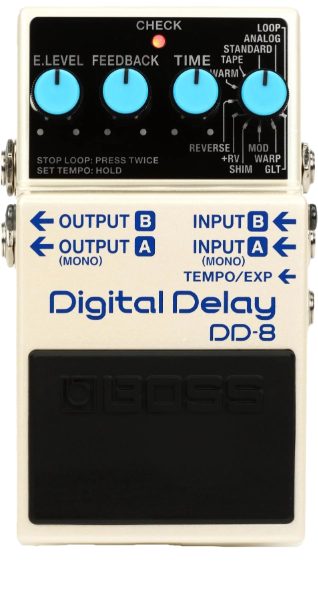 CHECK
E.LEVEL FEEDBACK TIME
LOOP
ANALOG
STANDARD
TAPE
WARM
REVERSE
+RV
SHIM
MOD
WARP
GLT
STOP LOOP: PRESS TWICE
SET TEMPO: HOLD
OUTPUT B
OUTPUT A
(MONO)
INPUT B
INPUT A
(MONO)
TEMPO/EXP
Digital Delay
DD-8
BOSS